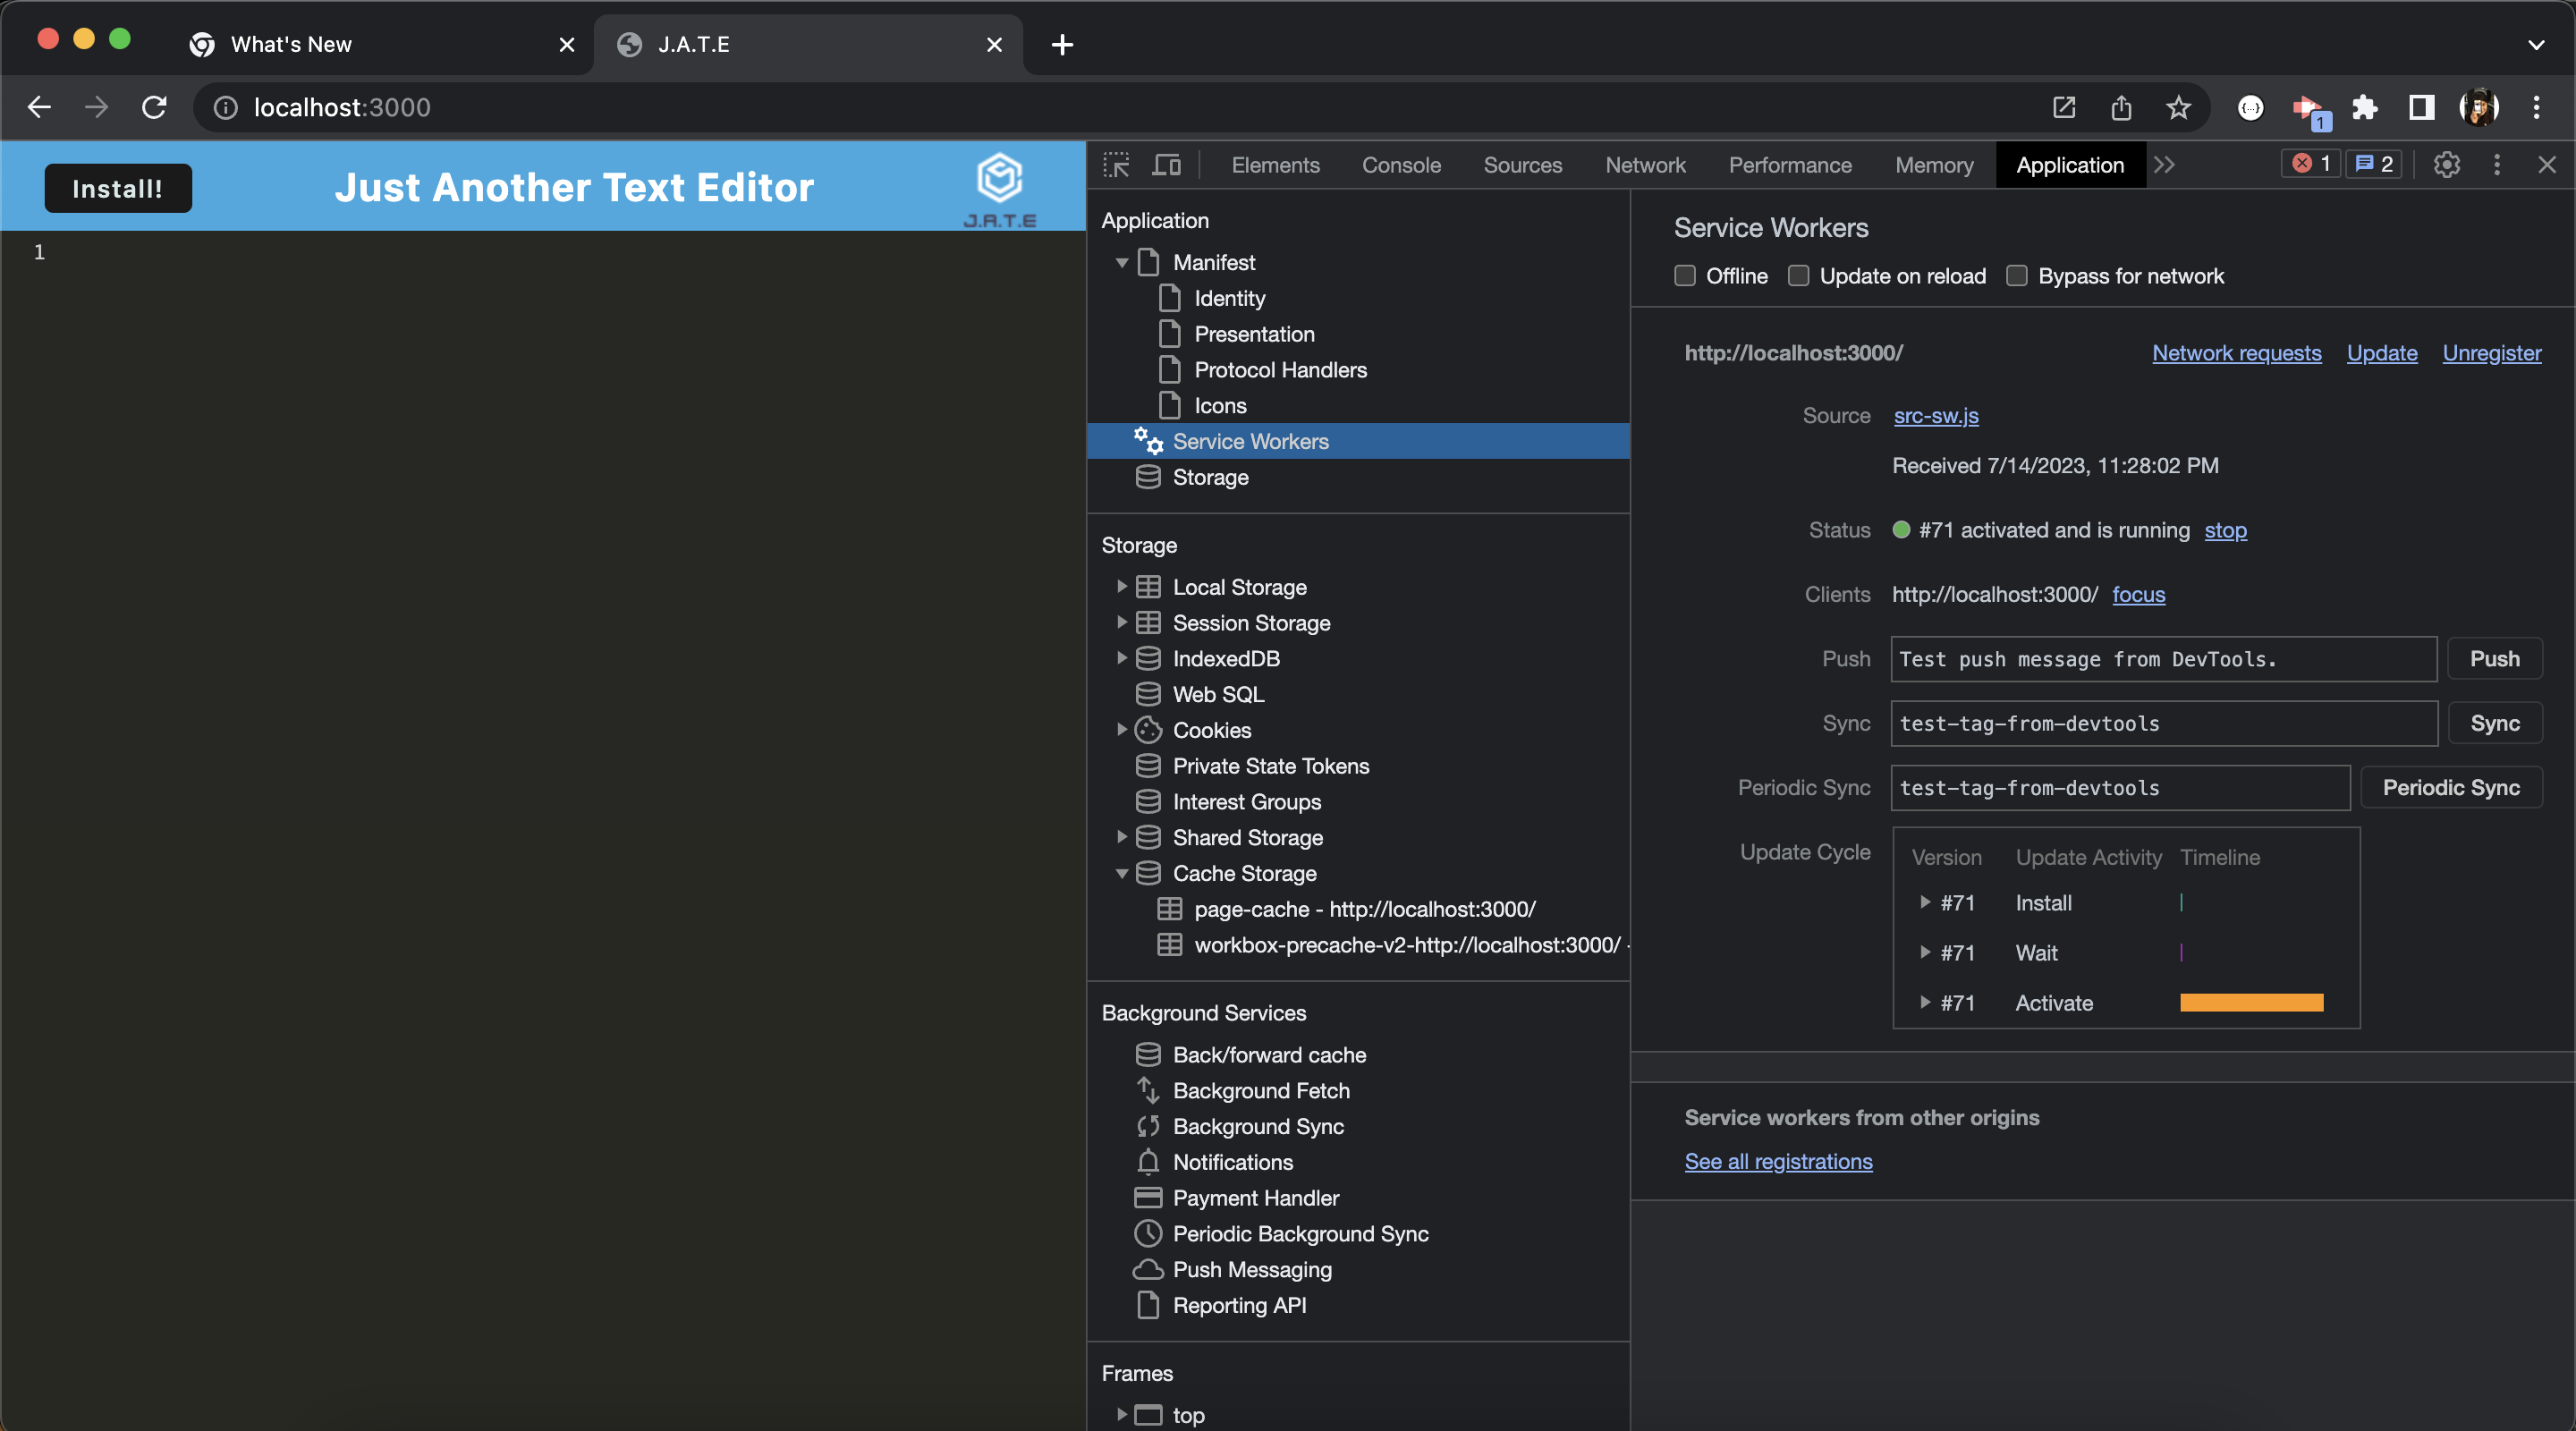 What's New
J.A.T.E
localhost:3000
1
Install!
Just Another Text Editor
J.A.T.E
1
Elements
Console
Sources
Network
Performance
Memory
Application
1
2
Application
Manifest
Identity
Presentation
Protocol Handlers
Icons
Service Workers
Storage
Storage
Local Storage
Session Storage
IndexedDB
Web SQL
Cookies
Private State Tokens
Interest Groups
Shared Storage
Cache Storage
page-cache - http://localhost:3000/
workbox-precache-v2-http://localhost:3000/ -
Background Services
Back/forward cache
Background Fetch
Background Sync
Notifications
Payment Handler
Periodic Background Sync
Push Messaging
Reporting API
Frames
top
Service Workers
Offline
Update on reload
Bypass for network
http://localhost:3000/
Network requests
Update
Unregister
Source src-sw.js
Received 7/14/2023, 11:28:02 PM
Status #71 activated and is running stop
Clients http://localhost:3000/ focus
Push Test push message from DevTools. Push
Sync test-tag-from-devtools Sync
Periodic Sync test-tag-from-devtools Periodic Sync
Update Cycle
Version Update Activity Timeline
#71 Install
#71 Wait
#71 Activate
Service workers from other origins
See all registrations